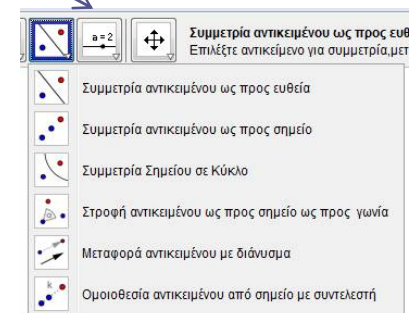 a = 2
Συμμετρία αντικειμένου ως προς ευθ
Επιλέξτε αντικείμενο για συμμετρία,μετ
Συμμετρία αντικειμένου ως προς ευθεία
Συμμετρία αντικειμένου ως προς σημείο
Συμμετρία Σημείου σε Κύκλο
α
Στροφή αντικειμένου ως προς σημείο ως προς γωνία
Μεταφορά αντικειμένου με διάνυσμα
k
Ομοιοθεσία αντικειμένου από σημείο με συντελεστή